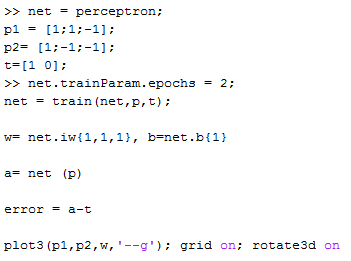 >> net = perceptron;
p1 = [1;1;-1];
p2= [1;-1;-1];
t=[1 0];
>> net.trainParam.epochs = 2;
net = train(net,p,t);
w= net.iw{1,1,1}, b=net.b{1}
a= net (p)
error = a-t
plot3(p1,p2,w,'--g'); grid on; rotate3d on